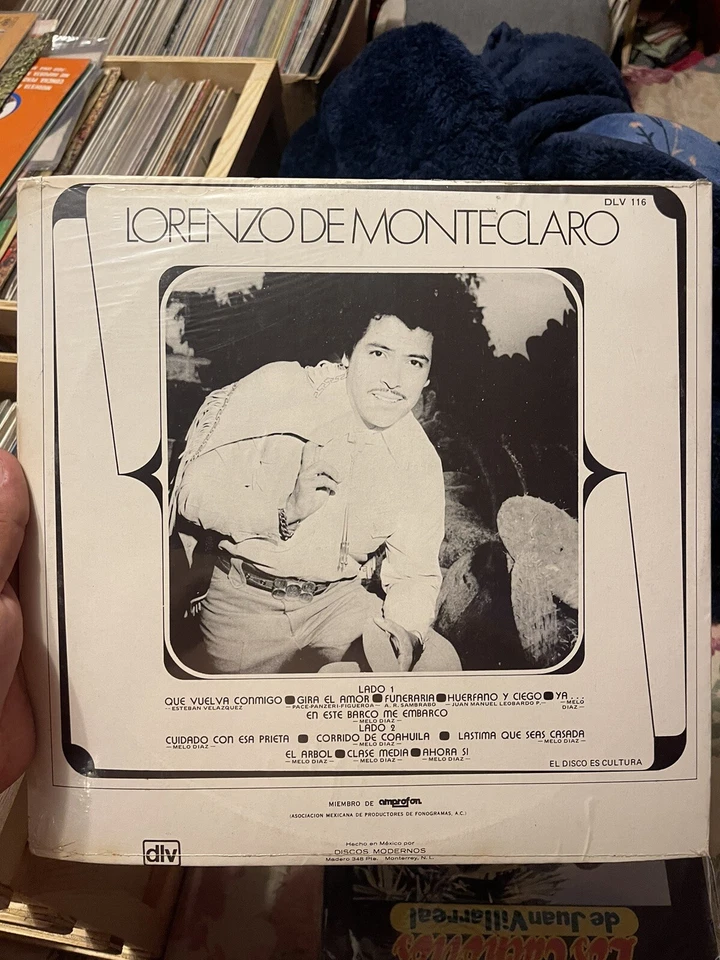 DLV 116
LORENZO DE MONTECLARO
LADO 1
QUE VUELVA CONMIGO GIRA EL AMOR FUNERARIA HUERFANO Y CIEGO YA . . .
—ESTEBAN VELAZQUEZ —PACE-PANZERI-FIGUEROA— A. R. SAMBRABO— —JUAN MANUEL LEOBARDO P.— —MELO DIAZ—
EN ESTE BARCO ME EMBARCO
—MELO DIAZ—
LADO 2
CUIDADO CON ESA PRIETA CORRIDO DE COAHUILA LASTIMA QUE SEAS CASADA
—MELO DIAZ— —MELO DIAZ— —MELO DIAZ—
EL ARBOL CLASE MEDIA AHORA SI
—MELO DIAZ— —MELO DIAZ— —MELO DIAZ—
EL DISCO ES CULTURA
MIEMBRO DE amprofon.
(ASOCIACION MEXICANA DE PRODUCTORES DE FONOGRAMAS, A.C.)
Hecho en México por
DISCOS MODERNOS
Madero 348 Pte. Monterrey, N. L.
dlv
de Juan Villarreal